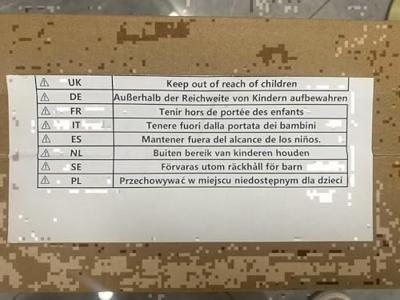 ⚠ UK Keep out of reach of children
⚠ DE Außerhalb der Reichweite von Kindern aufbewahren
⚠ FR Tenir hors de portée des enfants
⚠ IT Tenere fuori dalla portata dei bambini
⚠ ES Mantener fuera del alcance de los niños.
⚠ NL Buiten bereik van kinderen houden
⚠ SE Förvaras utom räckhåll för barn
⚠ PL Przechowywać w miejscu niedostępnym dla dzieci